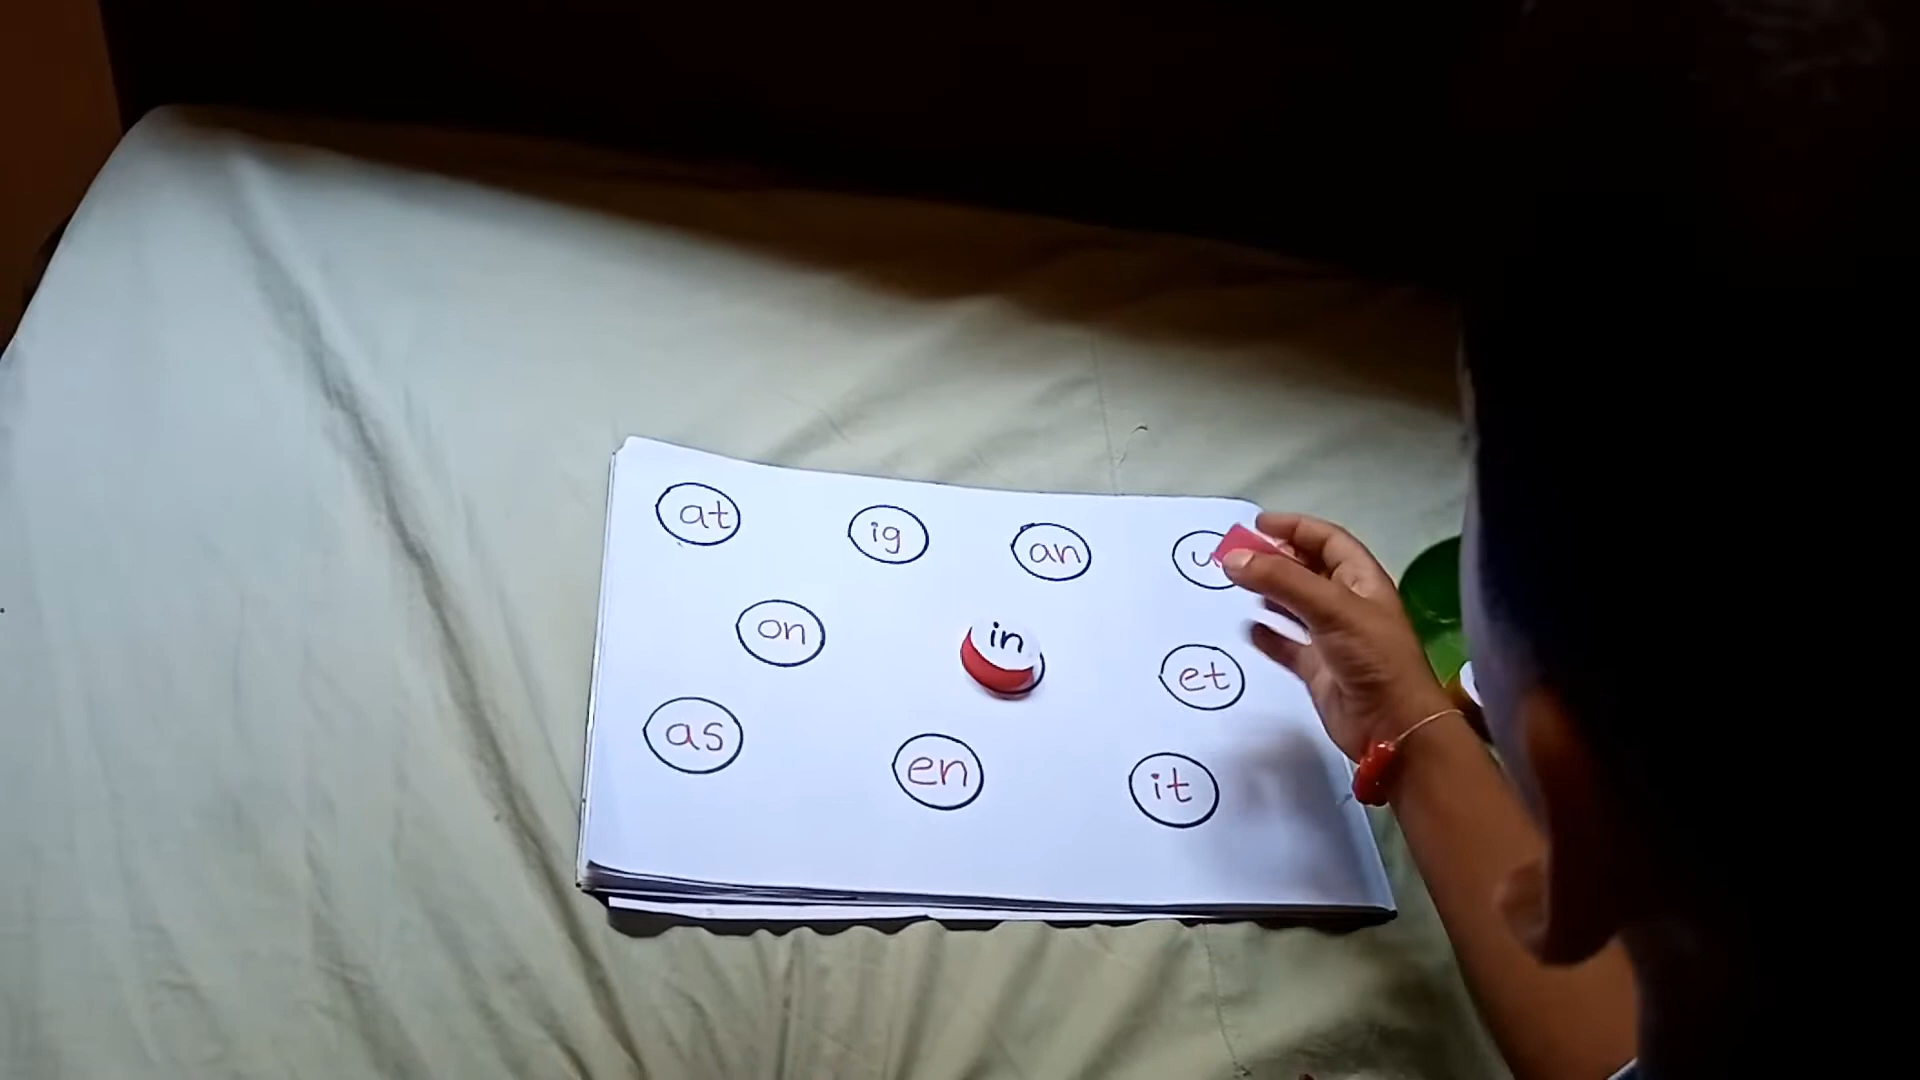 at ig an
on in et
as en it